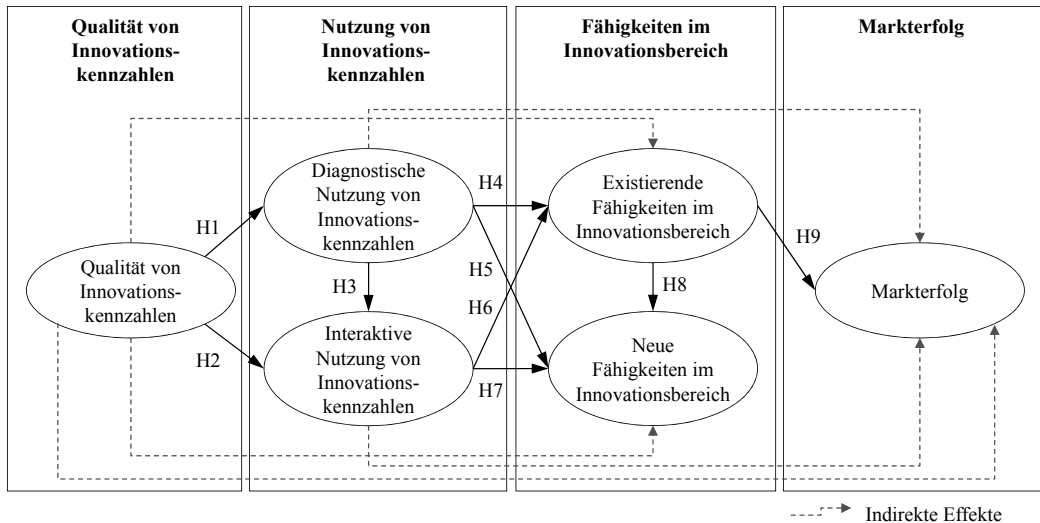 Qualität von
Innovations-
kennzahlen
Nutzung von
Innovations-
kennzahlen
Fähigkeiten im
Innovationsbereich
Markterfolg
Diagnostische
Nutzung von
Innovations-
kennzahlen
H4
Existierende
Fähigkeiten im
Innovationsbereich
H1
H9
Qualität von
Innovations-
kennzahlen
H3
H5
H6
H8
Markterfolg
H2
Interaktive
Nutzung von
Innovations-
kennzahlen
H7
Neue
Fähigkeiten im
Innovationsbereich
Indirekte Effekte